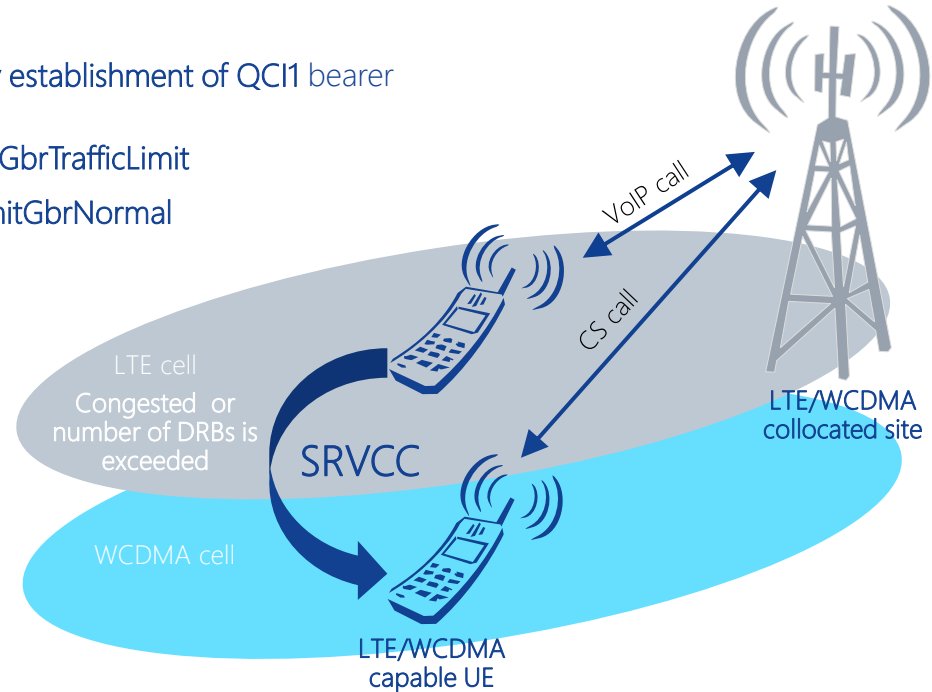 establishment of QCI1 bearer
GbrTrafficLimit
nitGbrNormal
VoIP call
CS call
LTE cell
Congested or
number of DRBs is
exceeded
SRVCC
LTE/WCDMA
collocated site
WCDMA cell
LTE/WCDMA
capable UE